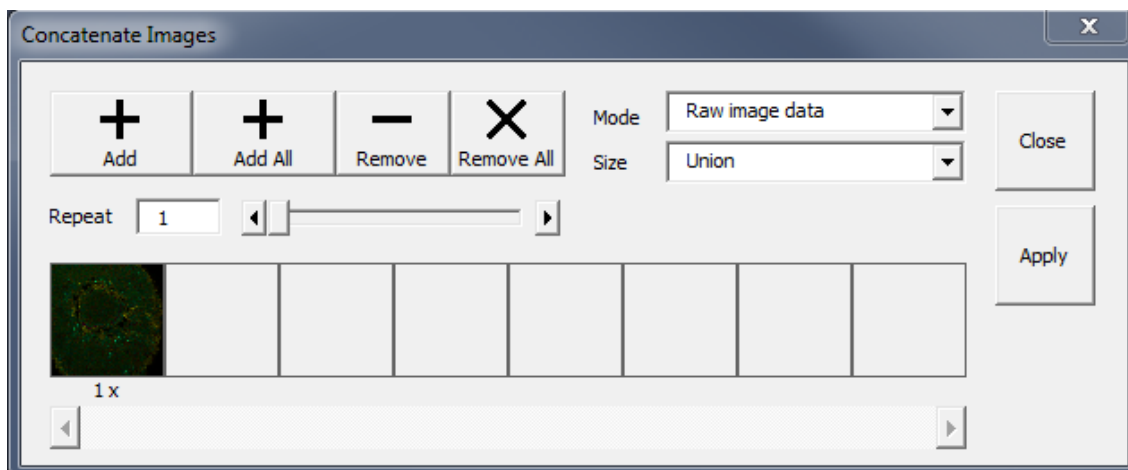 Concatenate Images
X
Add
Add All
Remove
Remove All
Mode
Raw image data
Size
Union
Close
Repeat
1
Apply
1 x